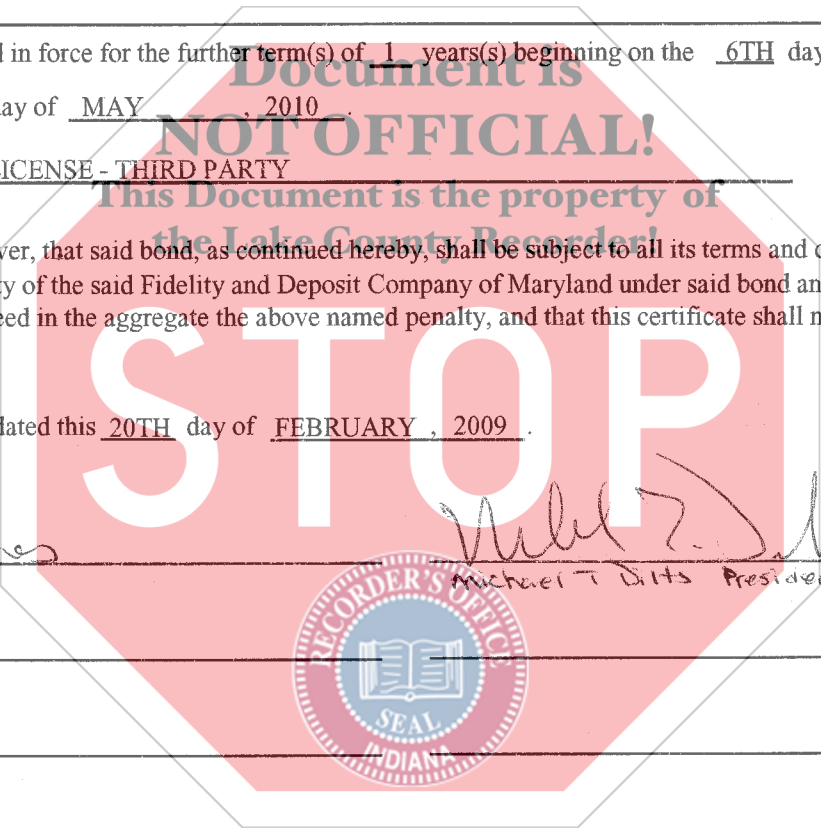 l in force for the further term(s) of 1 years(s) beginning on the 6TH day
ay of MAY , 2010 .
Document is
NOT OFFICIAL!
ICENSE - THIRD PARTY
This Document is the property of
the Lake County Recorder!
ver, that said bond, as continued hereby, shall be subject to all its terms and c
y of the said Fidelity and Deposit Company of Maryland under said bond an
eed in the aggregate the above named penalty, and that this certificate shall n
STOP
dated this 20TH day of FEBRUARY , 2009 .
Michael T Dilts Preside
RECORDER'S OFFICE
SEAL
INDIANA